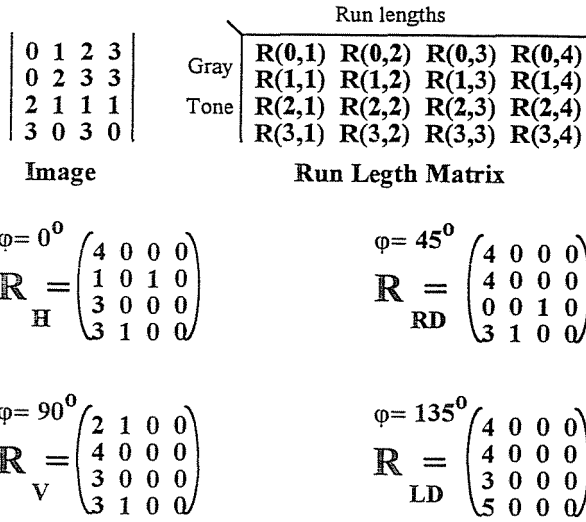 Run lengths
0 1 2 3
0 2 3 3
2 1 1 1
3 0 3 0
Image
Gray
Tone
R(0,1) R(0,2) R(0,3) R(0,4)
R(1,1) R(1,2) R(1,3) R(1,4)
R(2,1) R(2,2) R(2,3) R(2,4)
R(3,1) R(3,2) R(3,3) R(3,4)
Run Legth Matrix
φ= 0⁰
R H =
4 0 0 0
1 0 1 0
3 0 0 0
3 1 0 0
φ= 45⁰
R RD =
4 0 0 0
4 0 0 0
0 0 1 0
3 1 0 0
φ= 90⁰
R V =
2 1 0 0
4 0 0 0
3 0 0 0
3 1 0 0
φ= 135⁰
R LD =
4 0 0 0
4 0 0 0
3 0 0 0
5 0 0 0